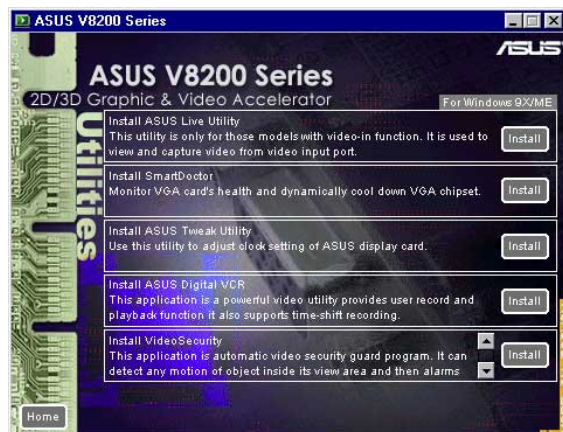 ASUS V8200 Series
ASUS
ASUS V8200 Series
2D/3D Graphic & Video Accelerator
For Windows 9X/ME
Utilities
Install ASUS Live Utility
This utility is only for those models with video-in function. It is used to
view and capture video from video input port.
Install
Install SmartDoctor
Monitor VGA card's health and dynamically cool down VGA chipset.
Install
Install ASUS Tweak Utility
Use this utility to adjust clock setting of ASUS display card.
Install
Install ASUS Digital VCR
This application is a powerful video utility provides user record and
playback function it also supports time-shift recording.
Install
Install VideoSecurity
This application is automatic video security guard program. It can
detect any motion of object inside its view area and then alarms
Install
Home